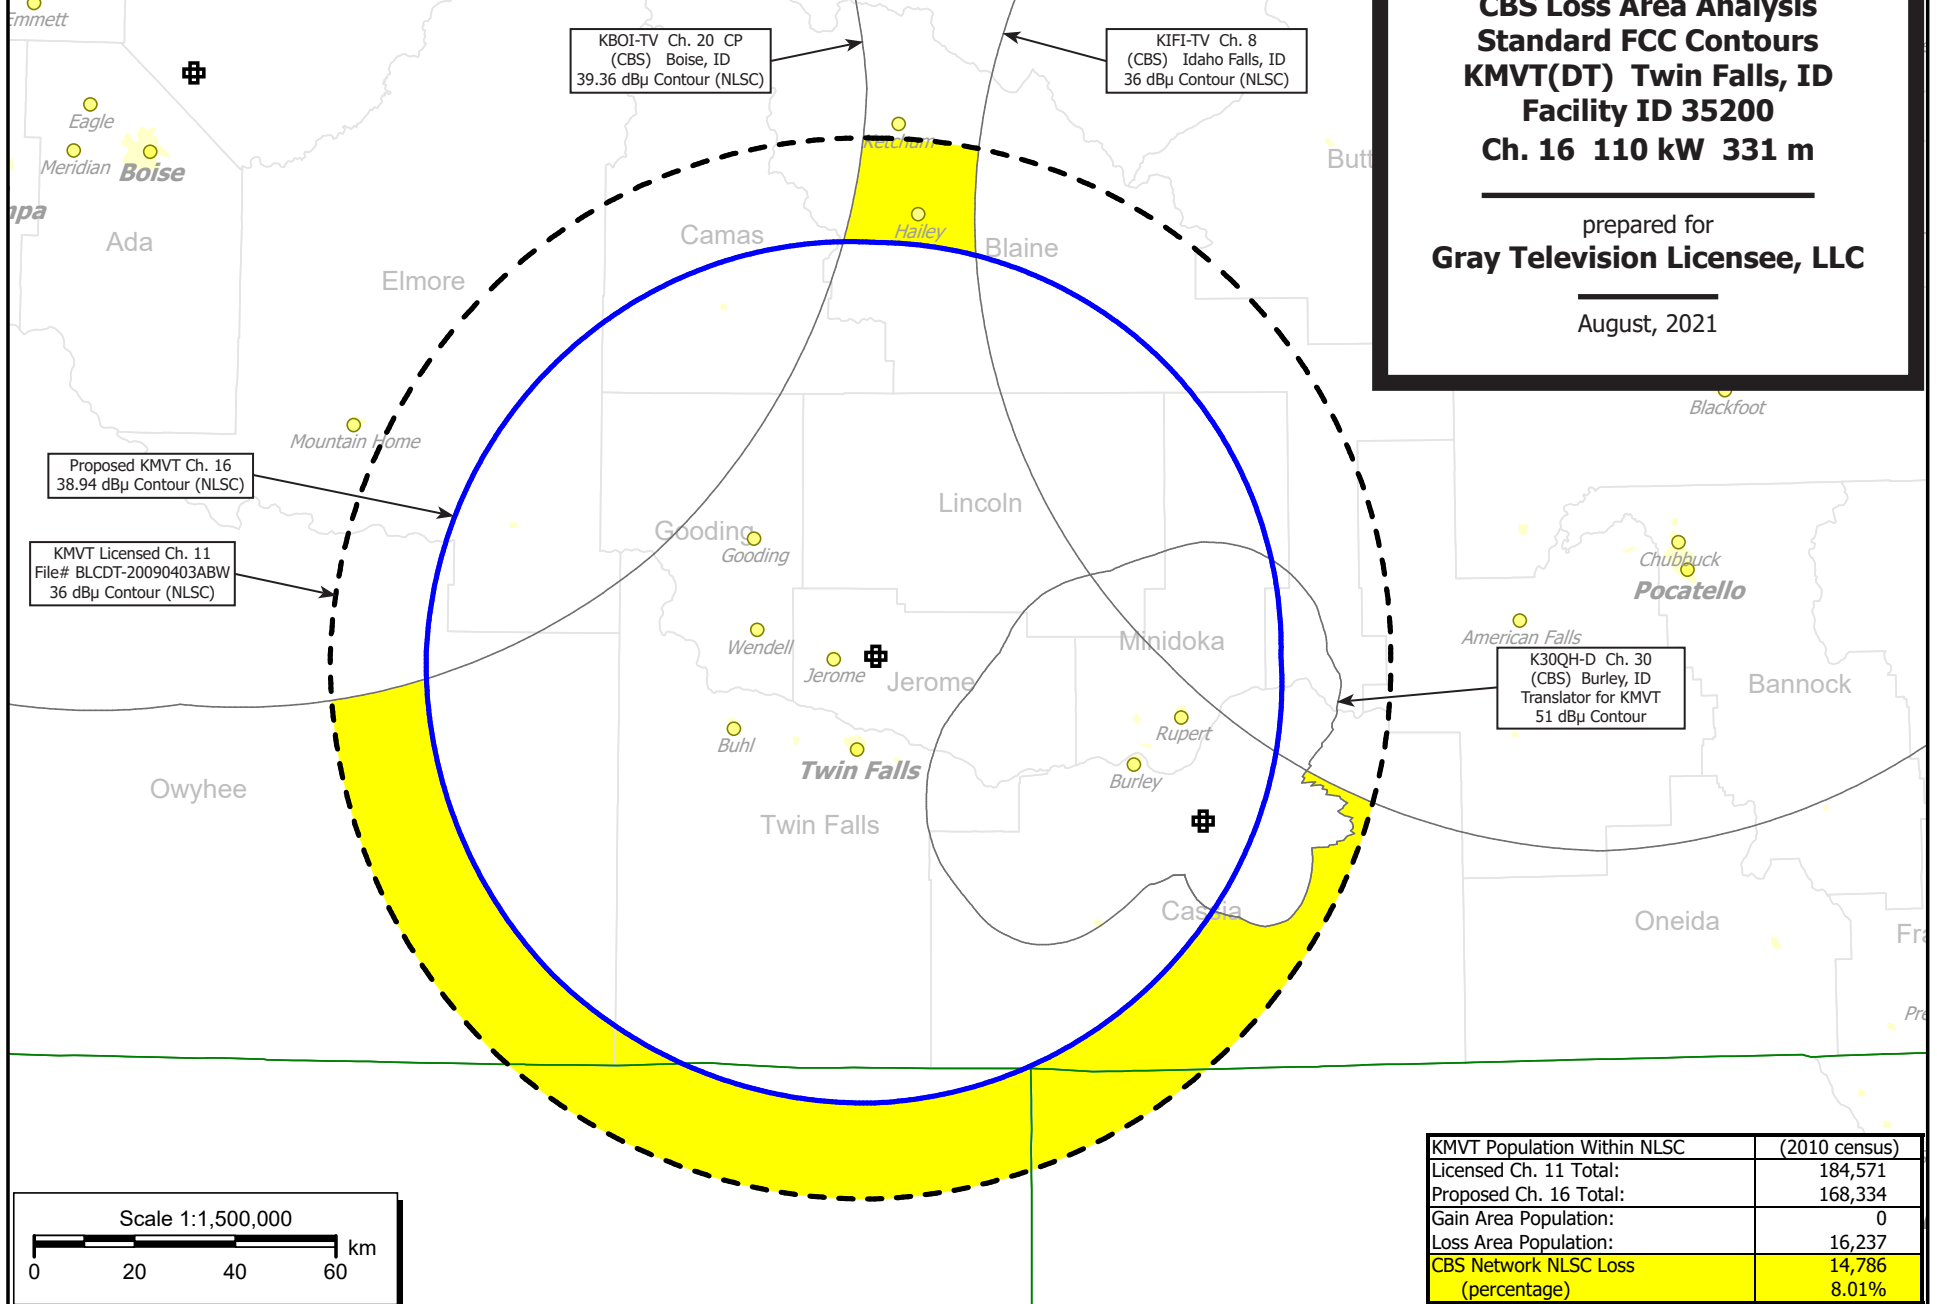 CBS Loss Area Analysis
Standard FCC Contours
KMVT(DT) Twin Falls, ID
Facility ID 35200
Ch. 16 110 kW 331 m
prepared for
Gray Television Licensee, LLC
August, 2021
KBOI-TV Ch. 20 CP
(CBS) Boise, ID
39.36 dBμ Contour (NLSC)
KIFI-TV Ch. 8
(CBS) Idaho Falls, ID
36 dBμ Contour (NLSC)
Emmett
Eagle
Meridian
Boise
Ada
Elmore
Camas
Ketchum
Hailey
Blaine
Butt
Blackfoot
Mountain Home
Proposed KMVT Ch. 16
38.94 dBμ Contour (NLSC)
KMVT Licensed Ch. 11
File# BLCDT-20090403ABW
36 dBμ Contour (NLSC)
Lincoln
Gooding
Gooding
Wendell
Jerome
Jerome
Minidoka
Chubbuck
Pocatello
American Falls
K30QH-D Ch. 30
(CBS) Burley, ID
Translator for KMVT
51 dBμ Contour
Bannock
Rupert
Burley
Buhl
Twin Falls
Twin Falls
Owyhee
Cassia
Oneida
Fra
Pre
KMVT Population Within NLSC (2010 census)
Licensed Ch. 11 Total: 184,571
Proposed Ch. 16 Total: 168,334
Gain Area Population: 0
Loss Area Population: 16,237
CBS Network NLSC Loss 14,786
(percentage) 8.01%
Scale 1:1,500,000
km
0 20 40 60